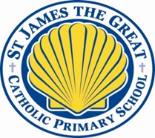 ST JAMES THE GREAT
CATHOLIC PRIMARY SCHOOL